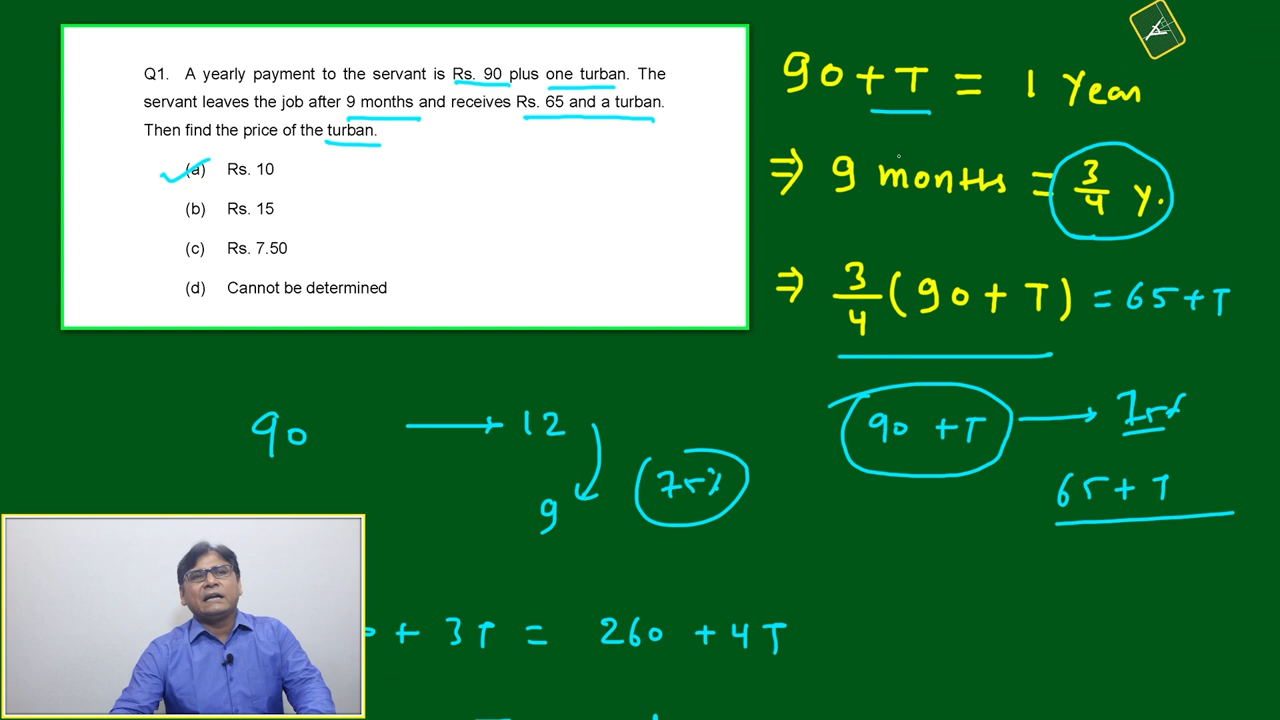 Q1. A yearly payment to the servant is Rs. 90 plus one turban. The
servant leaves the job after 9 months and receives Rs. 65 and a turban.
Then find the price of the turban.
(a) Rs. 10
(b) Rs. 15
(c) Rs. 7.50
(d) Cannot be determined
90 + T = 1 Year
⇒ 9 months = 3/4 y.
⇒ 3/4 (90 + T) = 65 + T
90 → 12
9
75%
90 + T →
65 + T
+ 3T = 260 + 4T